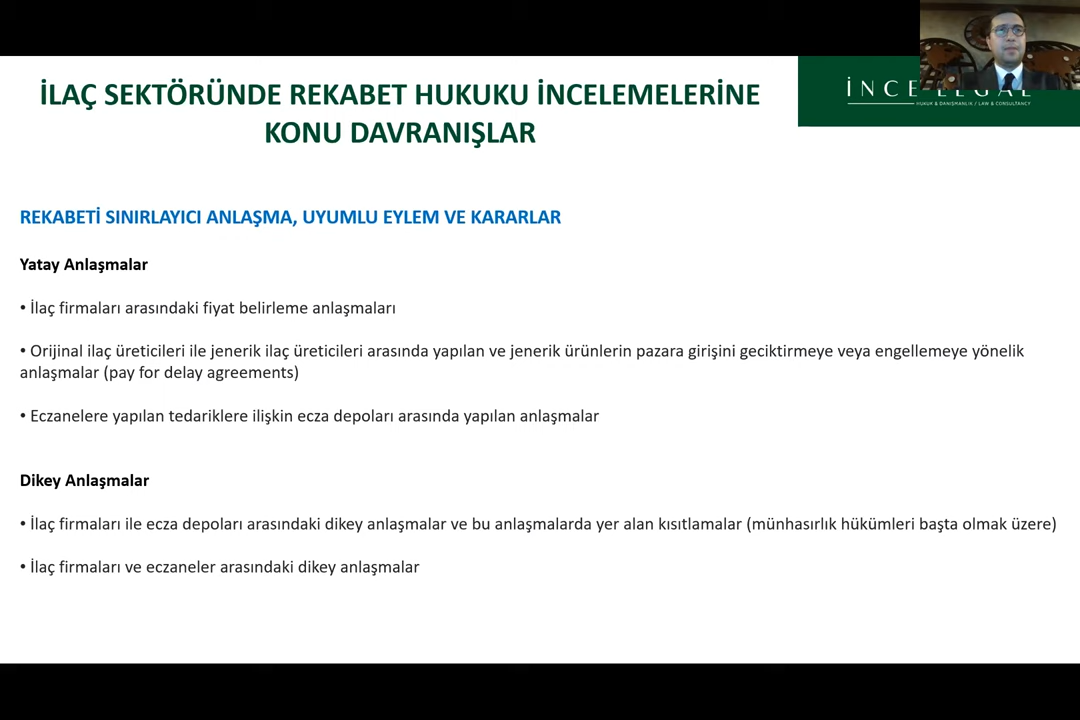 İLAÇ SEKTÖRÜNDE REKABET HUKUKU İNCELEMELERİNE
KONU DAVRANIŞLAR
İNCE LEGAL
HUKUK & DANIŞMANLIK / LAW & CONSULTANCY
REKABETİ SINIRLAYICI ANLAŞMA, UYUMLU EYLEM VE KARARLAR
Yatay Anlaşmalar
• İlaç firmaları arasındaki fiyat belirleme anlaşmaları
• Orijinal ilaç üreticileri ile jenerik ilaç üreticileri arasında yapılan ve jenerik ürünlerin pazara girişini geciktirmeye veya engellemeye yönelik
anlaşmalar (pay for delay agreements)
• Eczanelere yapılan tedariklere ilişkin ecza depoları arasında yapılan anlaşmalar
Dikey Anlaşmalar
• İlaç firmaları ile ecza depoları arasındaki dikey anlaşmalar ve bu anlaşmalarda yer alan kısıtlamalar (münhasırlık hükümleri başta olmak üzere)
• İlaç firmaları ve eczaneler arasındaki dikey anlaşmalar